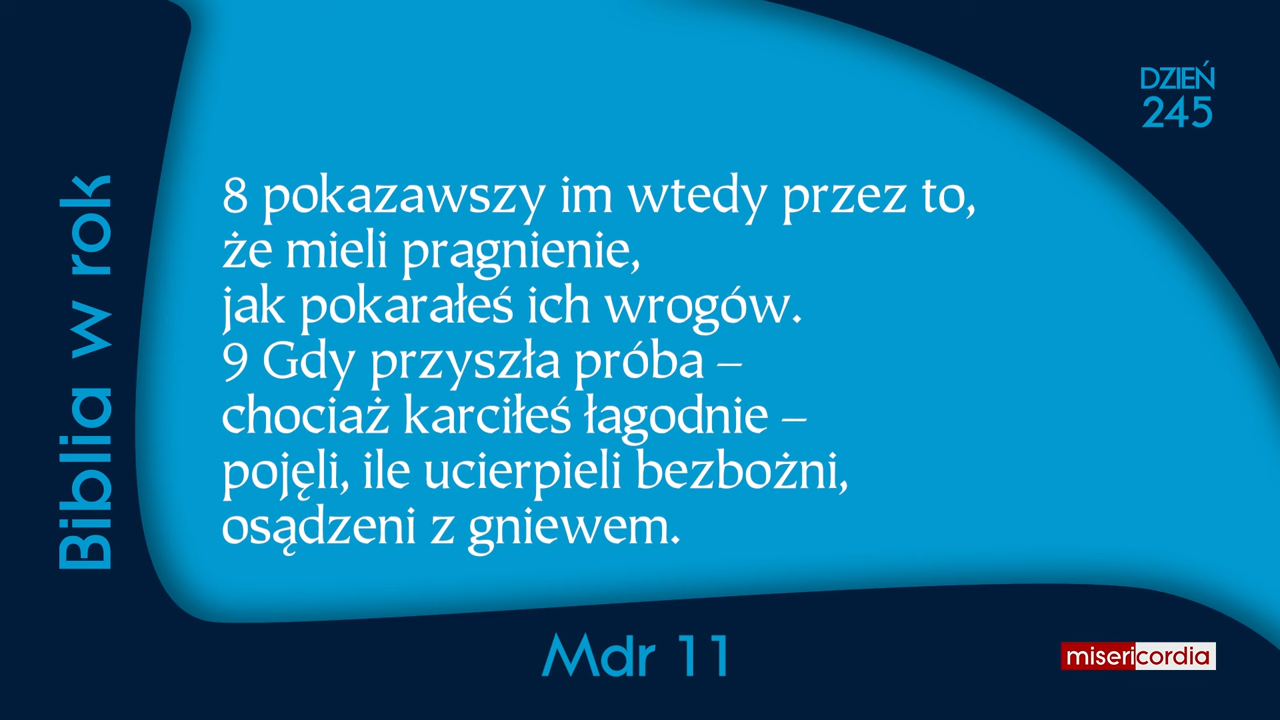 DZIEŃ
245
Biblia w rok
8 pokazawszy im wtedy przez to,
że mieli pragnienie,
jak pokarałeś ich wrogów.
9 Gdy przyszła próba –
chociaż karciłeś łagodnie –
pojęli, ile ucierpieli bezbożni,
osądzeni z gniewem.
Mdr 11
misericordia